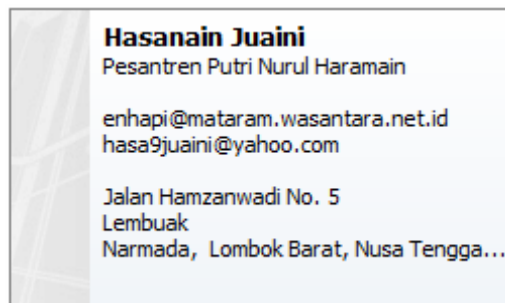 Hasanain Juaini
Pesantren Putri Nurul Haramain
enhapi@mataram.wasantara.net.id
hasa9juaini@yahoo.com
Jalan Hamzanwadi No. 5
Lembuak
Narmada, Lombok Barat, Nusa Tengga...